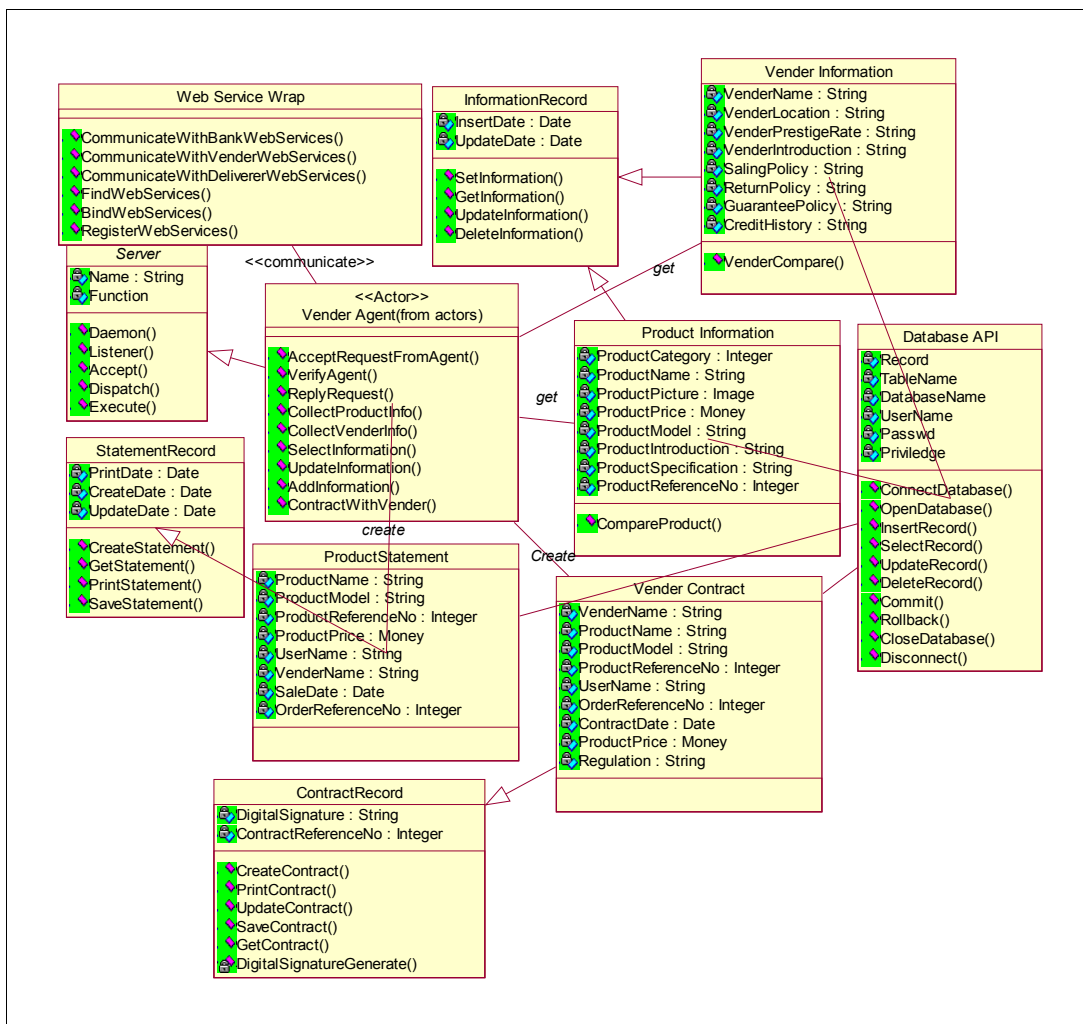 Web Service Wrap
CommunicateWithBankWebServices()
CommunicateWithVenderWebServices()
CommunicateWithDelivererWebServices()
FindWebServices()
BindWebServices()
RegisterWebServices()
InformationRecord
InsertDate : Date
UpdateDate : Date
SetInformation()
GetInformation()
UpdateInformation()
DeleteInformation()
Vender Information
VenderName : String
VenderLocation : String
VenderPrestigeRate : String
VenderIntroduction : String
SalingPolicy : String
ReturnPolicy : String
GuaranteePolicy : String
CreditHistory : String
VenderCompare()
Server
Name : String
Function
Daemon()
Listener()
Accept()
Dispatch()
Execute()
<<communicate>>
get
<<Actor>>
Vender Agent(from actors)
AcceptRequestFromAgent()
VerifyAgent()
ReplyRequest()
CollectProductInfo()
CollectVenderInfo()
SelectInformation()
UpdateInformation()
AddInformation()
ContractWithVender()
get
Product Information
ProductCategory : Integer
ProductName : String
ProductPicture : Image
ProductPrice : Money
ProductModel : String
ProductIntroduction : String
ProductSpecification : String
ProductReferenceNo : Integer
CompareProduct()
Database API
Record
TableName
DatabaseName
UserName
Passwd
Priviledge
ConnectDatabase()
OpenDatabase()
InsertRecord()
SelectRecord()
UpdateRecord()
DeleteRecord()
Commit()
Rollback()
CloseDatabase()
Disconnect()
StatementRecord
PrintDate : Date
CreateDate : Date
UpdateDate : Date
CreateStatement()
GetStatement()
PrintStatement()
SaveStatement()
create
Create
ProductStatement
ProductName : String
ProductModel : String
ProductReferenceNo : Integer
ProductPrice : Money
UserName : String
VenderName : String
SaleDate : Date
OrderReferenceNo : Integer
Vender Contract
VenderName : String
ProductName : String
ProductModel : String
ProductReferenceNo : Integer
UserName : String
OrderReferenceNo : Integer
ContractDate : Date
ProductPrice : Money
Regulation : String
ContractRecord
DigitalSignature : String
ContractReferenceNo : Integer
CreateContract()
PrintContract()
UpdateContract()
SaveContract()
GetContract()
DigitalSignatureGenerate()